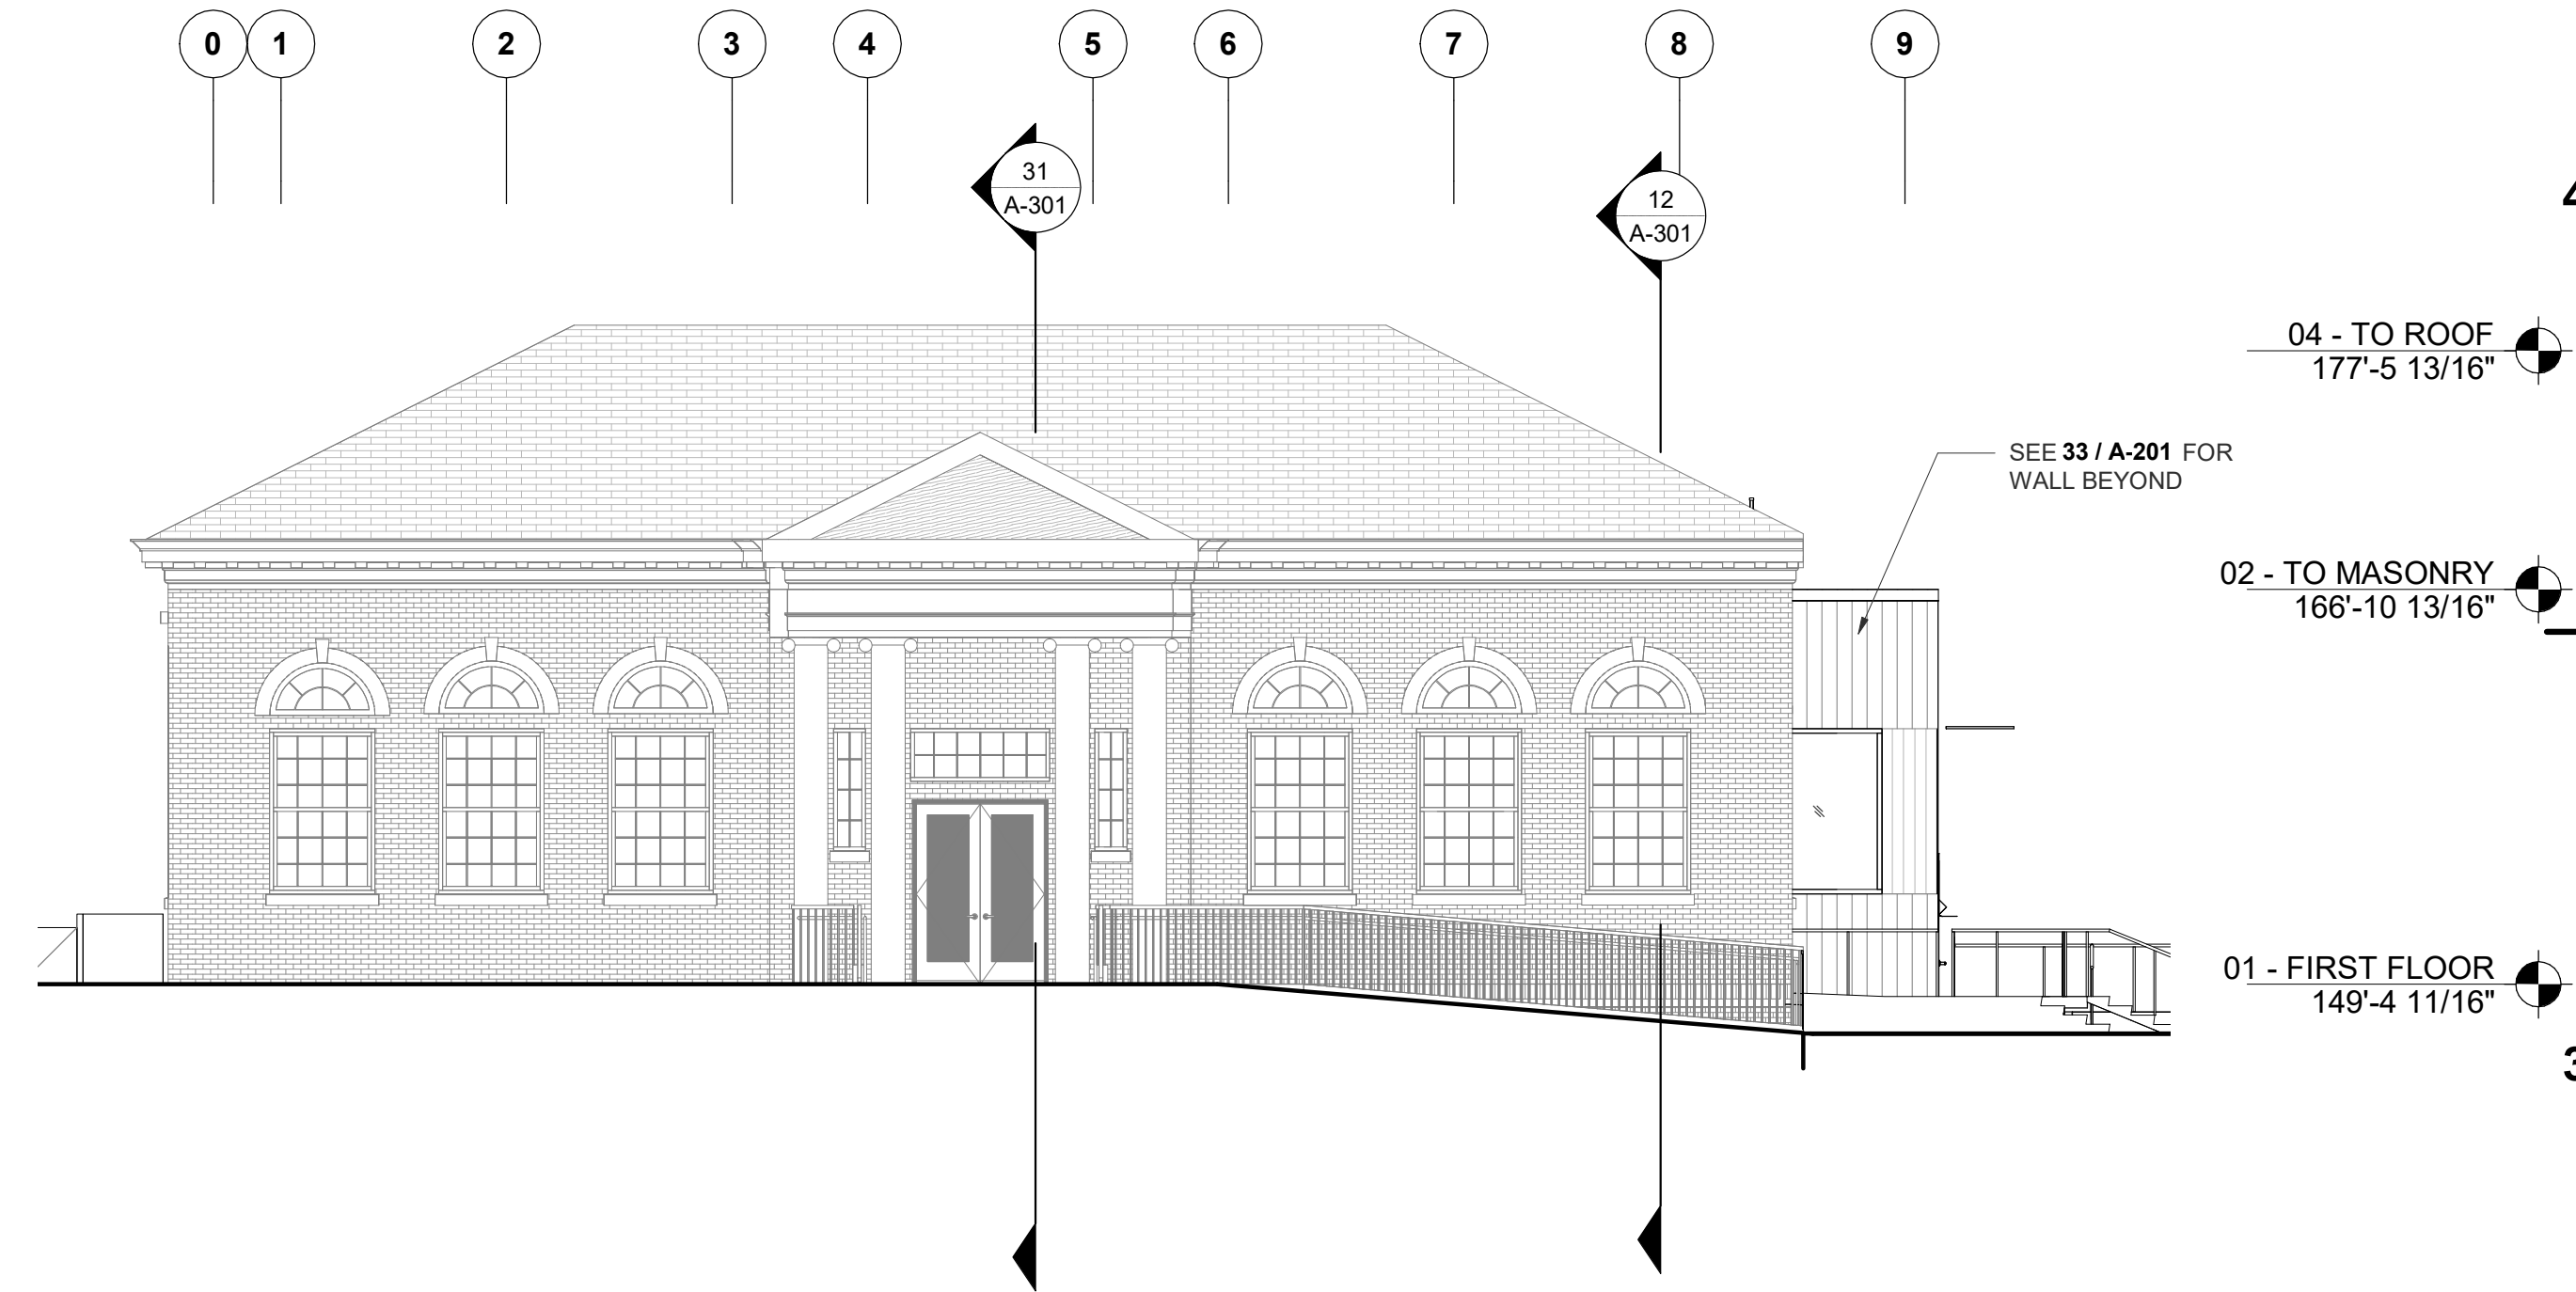 0 1 2 3 4 5 6 7 8 9
31
A-301
12
A-301
04 - TO ROOF
177'-5 13/16"
SEE 33 / A-201 FOR
WALL BEYOND
02 - TO MASONRY
166'-10 13/16"
01 - FIRST FLOOR
149'-4 11/16"